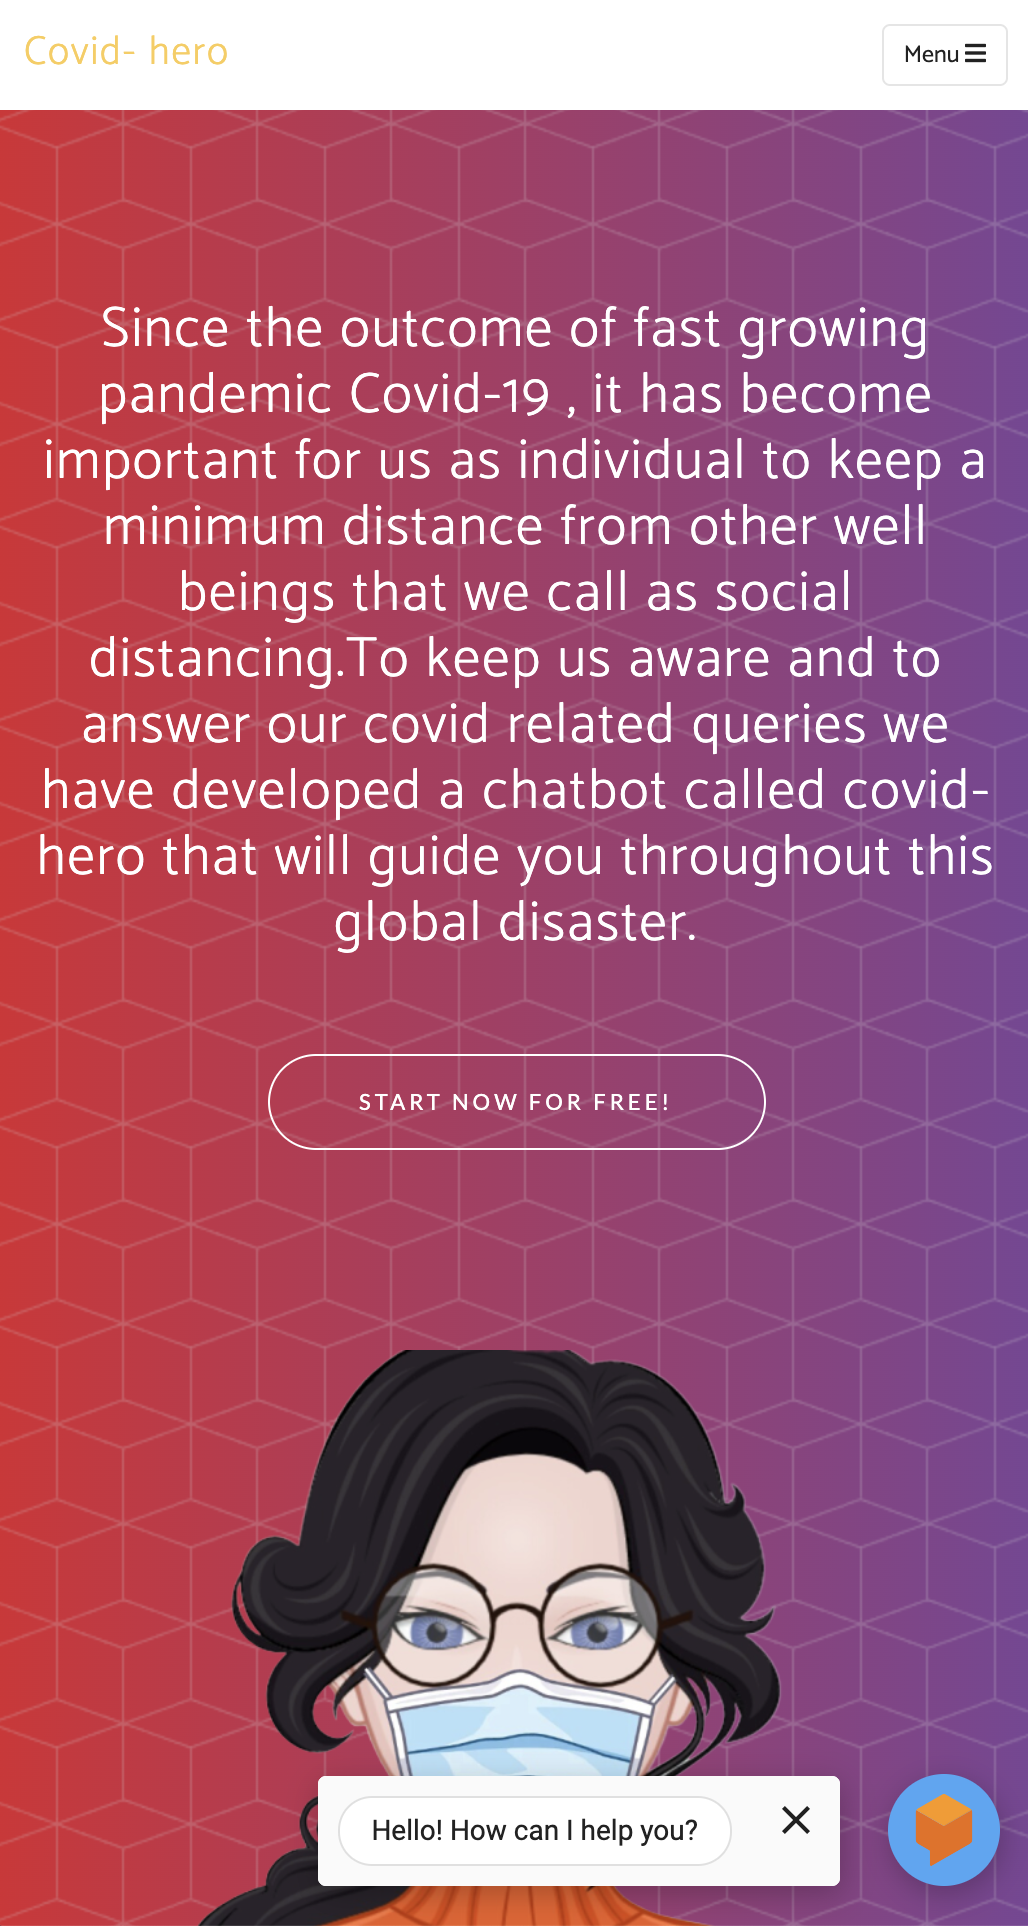 Covid- hero
Menu
Since the outcome of fast growing
pandemic Covid-19 , it has become
important for us as individual to keep a
minimum distance from other well
beings that we call as social
distancing.To keep us aware and to
answer our covid related queries we
have developed a chatbot called covid-
hero that will guide you throughout this
global disaster.
START NOW FOR FREE!
Hello! How can I help you?